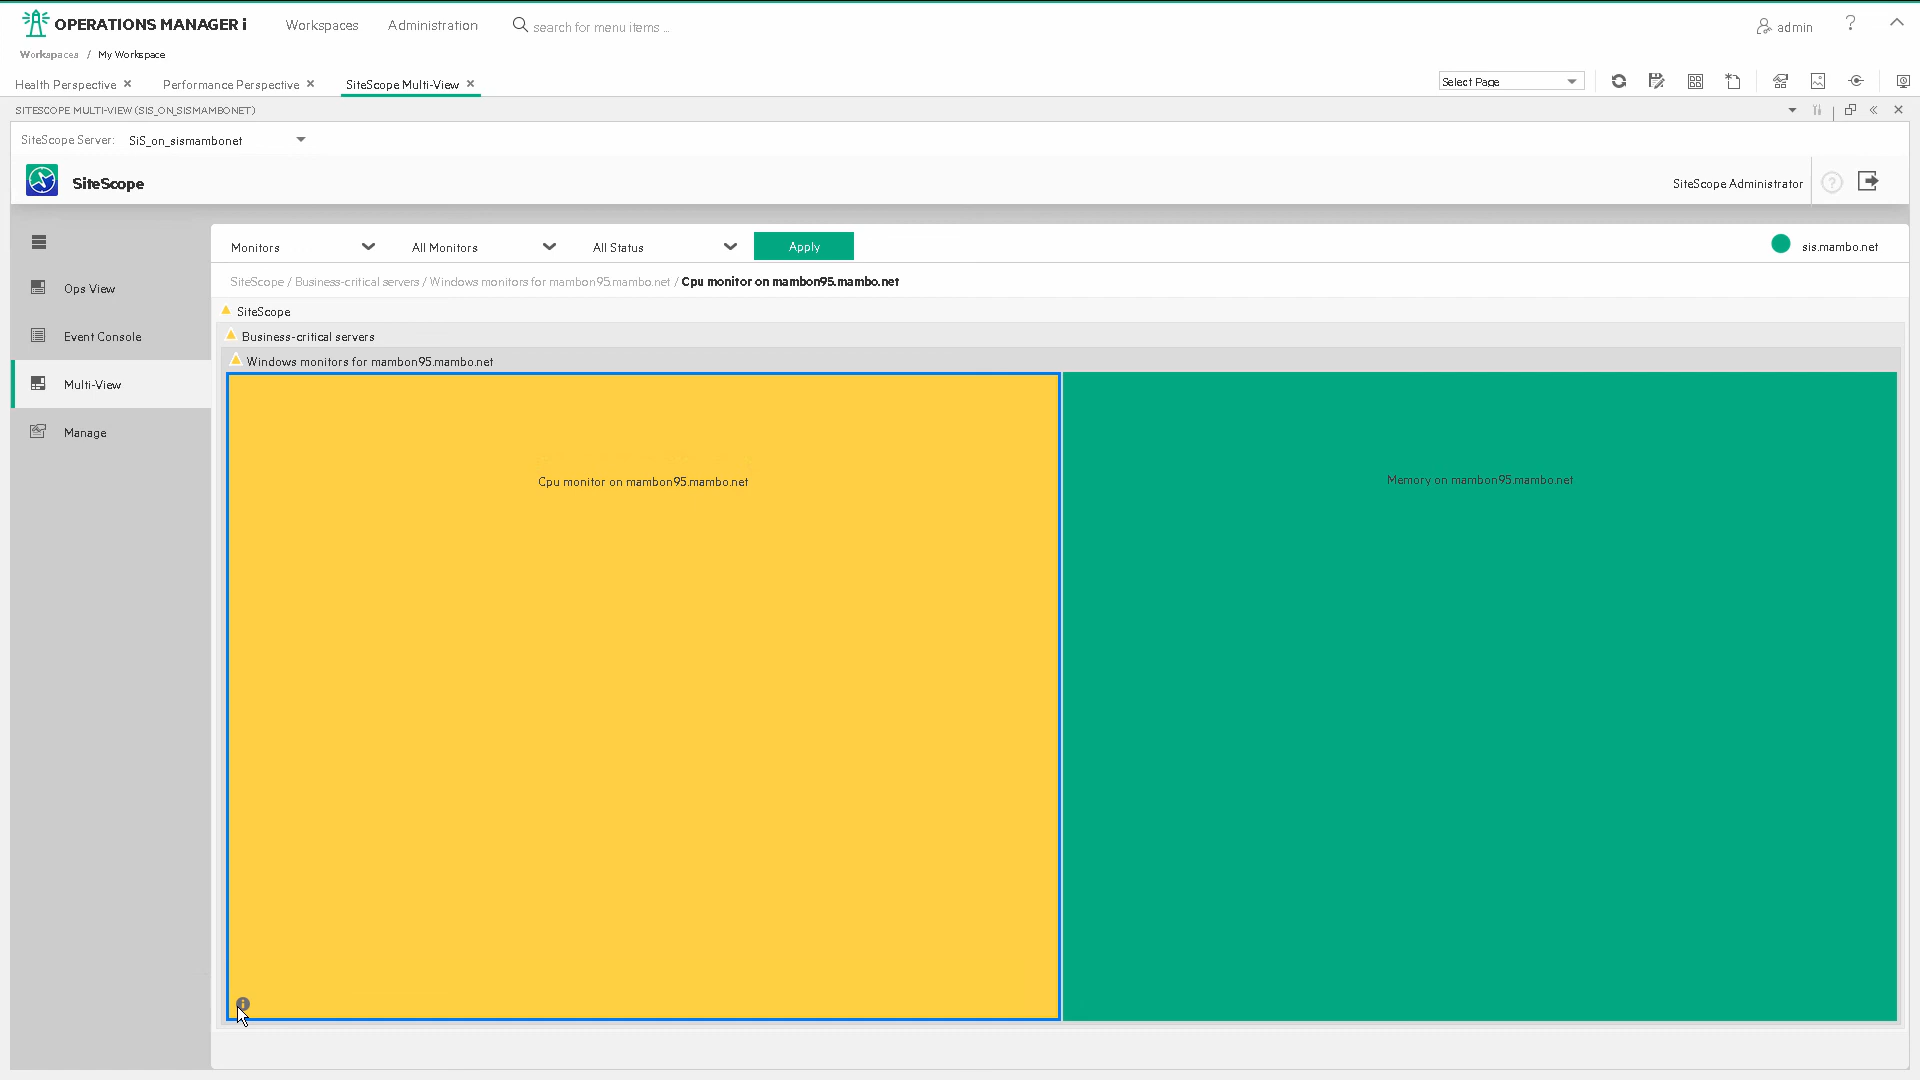 OPERATIONS MANAGER i
Workspaces
Administration
search for menu items ...
admin
?
Workspaces / My Workspace
Health Perspective
Performance Perspective
SiteScope Multi-View
Select Page
SITESCOPE MULTI-VIEW (SIS_ON_SISMAMBONET)
SiteScope Server: SiS_on_sismambonet
SiteScope
SiteScope Administrator
?
Monitors
All Monitors
All Status
Apply
sis.mambo.net
Ops View
Event Console
Multi-View
Manage
SiteScope / Business-critical servers / Windows monitors for mambon95.mambo.net / Cpu monitor on mambon95.mambo.net
SiteScope
Business-critical servers
Windows monitors for mambon95.mambo.net
Cpu monitor on mambon95.mambo.net
Memory on mambon95.mambo.net